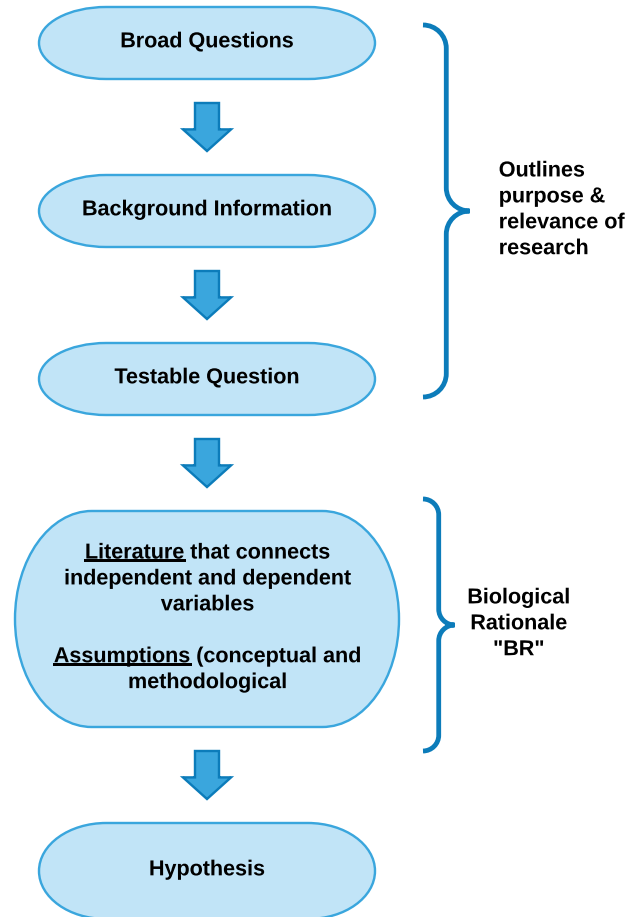 Broad Questions
Background Information
Testable Question
Outlines
purpose &
relevance of
research
Literature that connects
independent and dependent
variables
Assumptions (conceptual and
methodological
Biological
Rationale
"BR"
Hypothesis